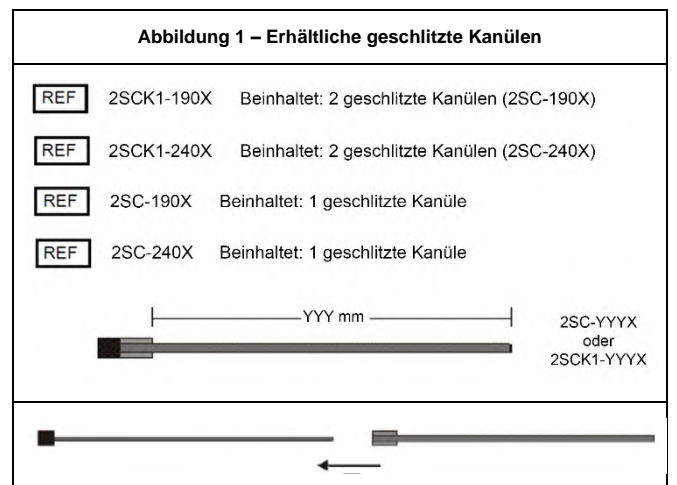 Abbildung 1 – Erhältliche geschlitzte Kanülen
REF 2SCK1-190X Beinhaltet: 2 geschlitzte Kanülen (2SC-190X)
REF 2SCK1-240X Beinhaltet: 2 geschlitzte Kanülen (2SC-240X)
REF 2SC-190X Beinhaltet: 1 geschlitzte Kanüle
REF 2SC-240X Beinhaltet: 1 geschlitzte Kanüle
YYY mm
2SC-YYYX
oder
2SCK1-YYYX